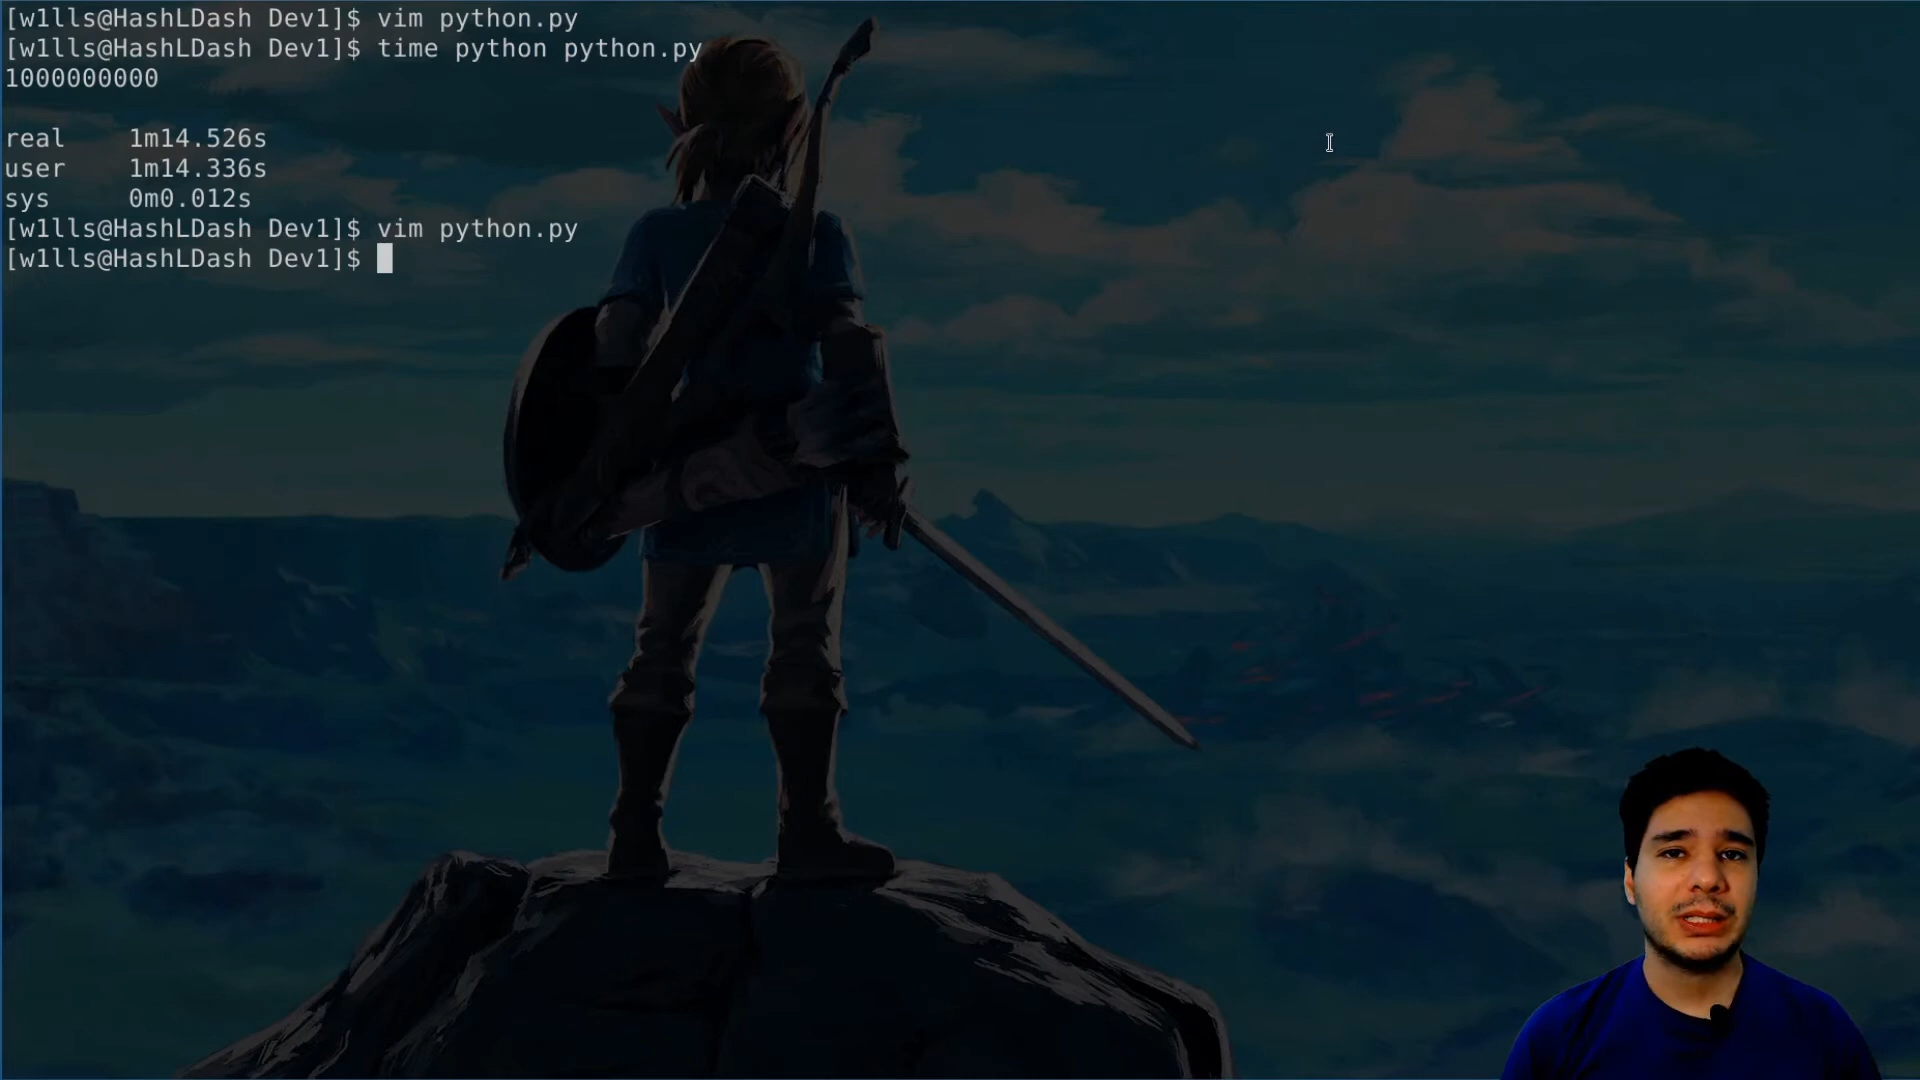 [w1lls@HashLDash Dev1]$ vim python.py
[w1lls@HashLDash Dev1]$ time python python.py
1000000000
real 1m14.526s
user 1m14.336s
sys 0m0.012s
[w1lls@HashLDash Dev1]$ vim python.py
[w1lls@HashLDash Dev1]$